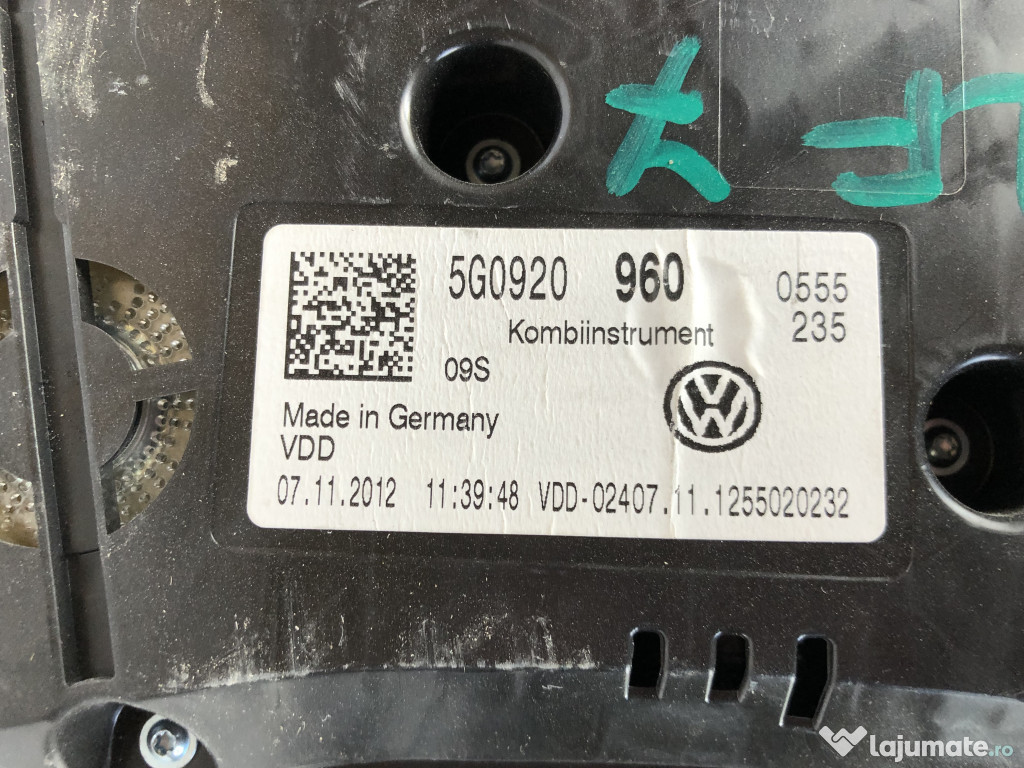 5G0920 960 0555
Kombiinstrument 235
09S
Made in Germany
VDD
07.11.2012 11:39:48 VDD-02407.11.1255020232
lajumate.ro